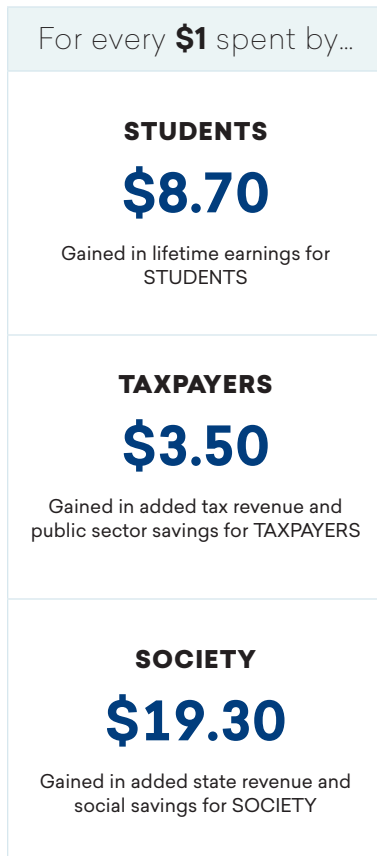 For every $1 spent by...
STUDENTS
$8.70
Gained in lifetime earnings for
STUDENTS
TAXPAYERS
$3.50
Gained in added tax revenue and
public sector savings for TAXPAYERS
SOCIETY
$19.30
Gained in added state revenue and
social savings for SOCIETY